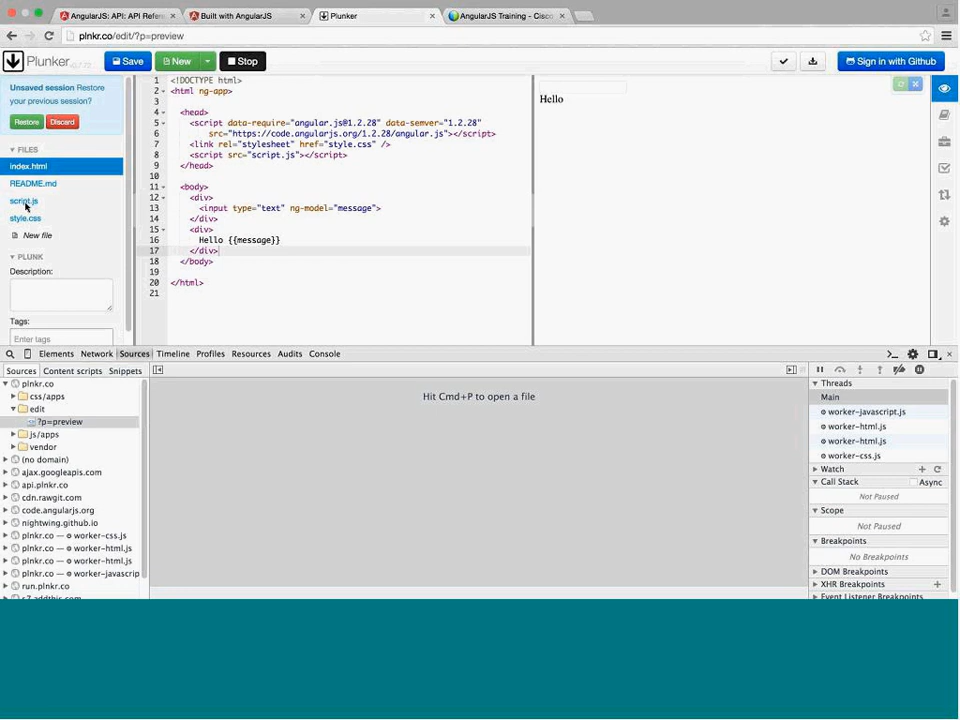 AngularJS: API: API Refere
Built with AngularJS
Plunker
AngularJS Training - Cisco
plnkr.co/edit/?p=preview
Plunker
Save
New
Stop
Sign in with Github
Unsaved session Restore
your previous session?
Restore
Discard
FILES
index.html
README.md
script.js
style.css
New file
PLUNK
Description:
Tags:
Enter tags
1 <!DOCTYPE html>
2 <html ng-app>
3
4 <head>
5 <script data-require="angular.js@1.2.28" data-semver="1.2.28"
6 src="https://code.angularjs.org/1.2.28/angular.js"></script>
7 <link rel="stylesheet" href="style.css" />
8 <script src="script.js"></script>
9 </head>
10
11 <body>
12 <div>
13 <input type="text" ng-model="message">
14 </div>
15 <div>
16 Hello {{message}}
17 </div>
18 </body>
19
20 </html>
21
Hello
Elements Network Sources Timeline Profiles Resources Audits Console
Sources Content scripts Snippets
plnkr.co
css/apps
edit
?p=preview
js/apps
vendor
(no domain)
ajax.googleapis.com
api.plnkr.co
cdn.rawgit.com
code.angularjs.org
nightwing.github.io
plnkr.co — worker-css.js
plnkr.co — worker-html.js
plnkr.co — worker-html.js
plnkr.co — worker-javascrip
run.plnkr.co
Hit Cmd+P to open a file
Threads
Main
worker-javascript.js
worker-html.js
worker-html.js
worker-css.js
Watch
Call Stack Async
Not Paused
Scope
Not Paused
Breakpoints
No Breakpoints
DOM Breakpoints
XHR Breakpoints
Event Listener Breakpoints